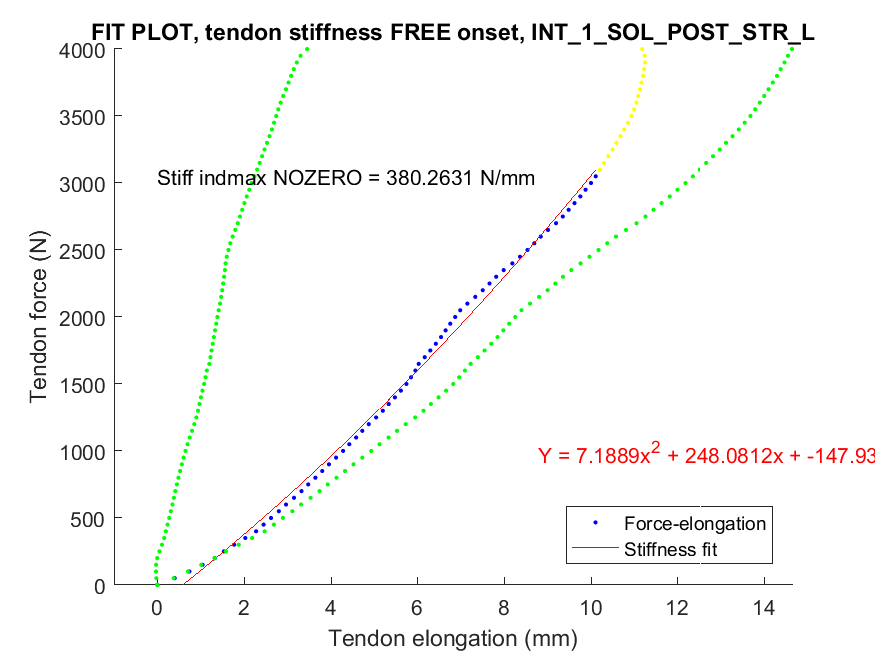 FIT PLOT, tendon stiffness FREE onset, INT_1_SOL_POST_STR_L
4000
3500
3000
2500
2000
1500
1000
500
0
Tendon force (N)
Stiff indmax NOZERO = 380.2631 N/mm
Y = 7.1889x² + 248.0812x + -147.93
Force-elongation
Stiffness fit
0 2 4 6 8 10 12 14
Tendon elongation (mm)